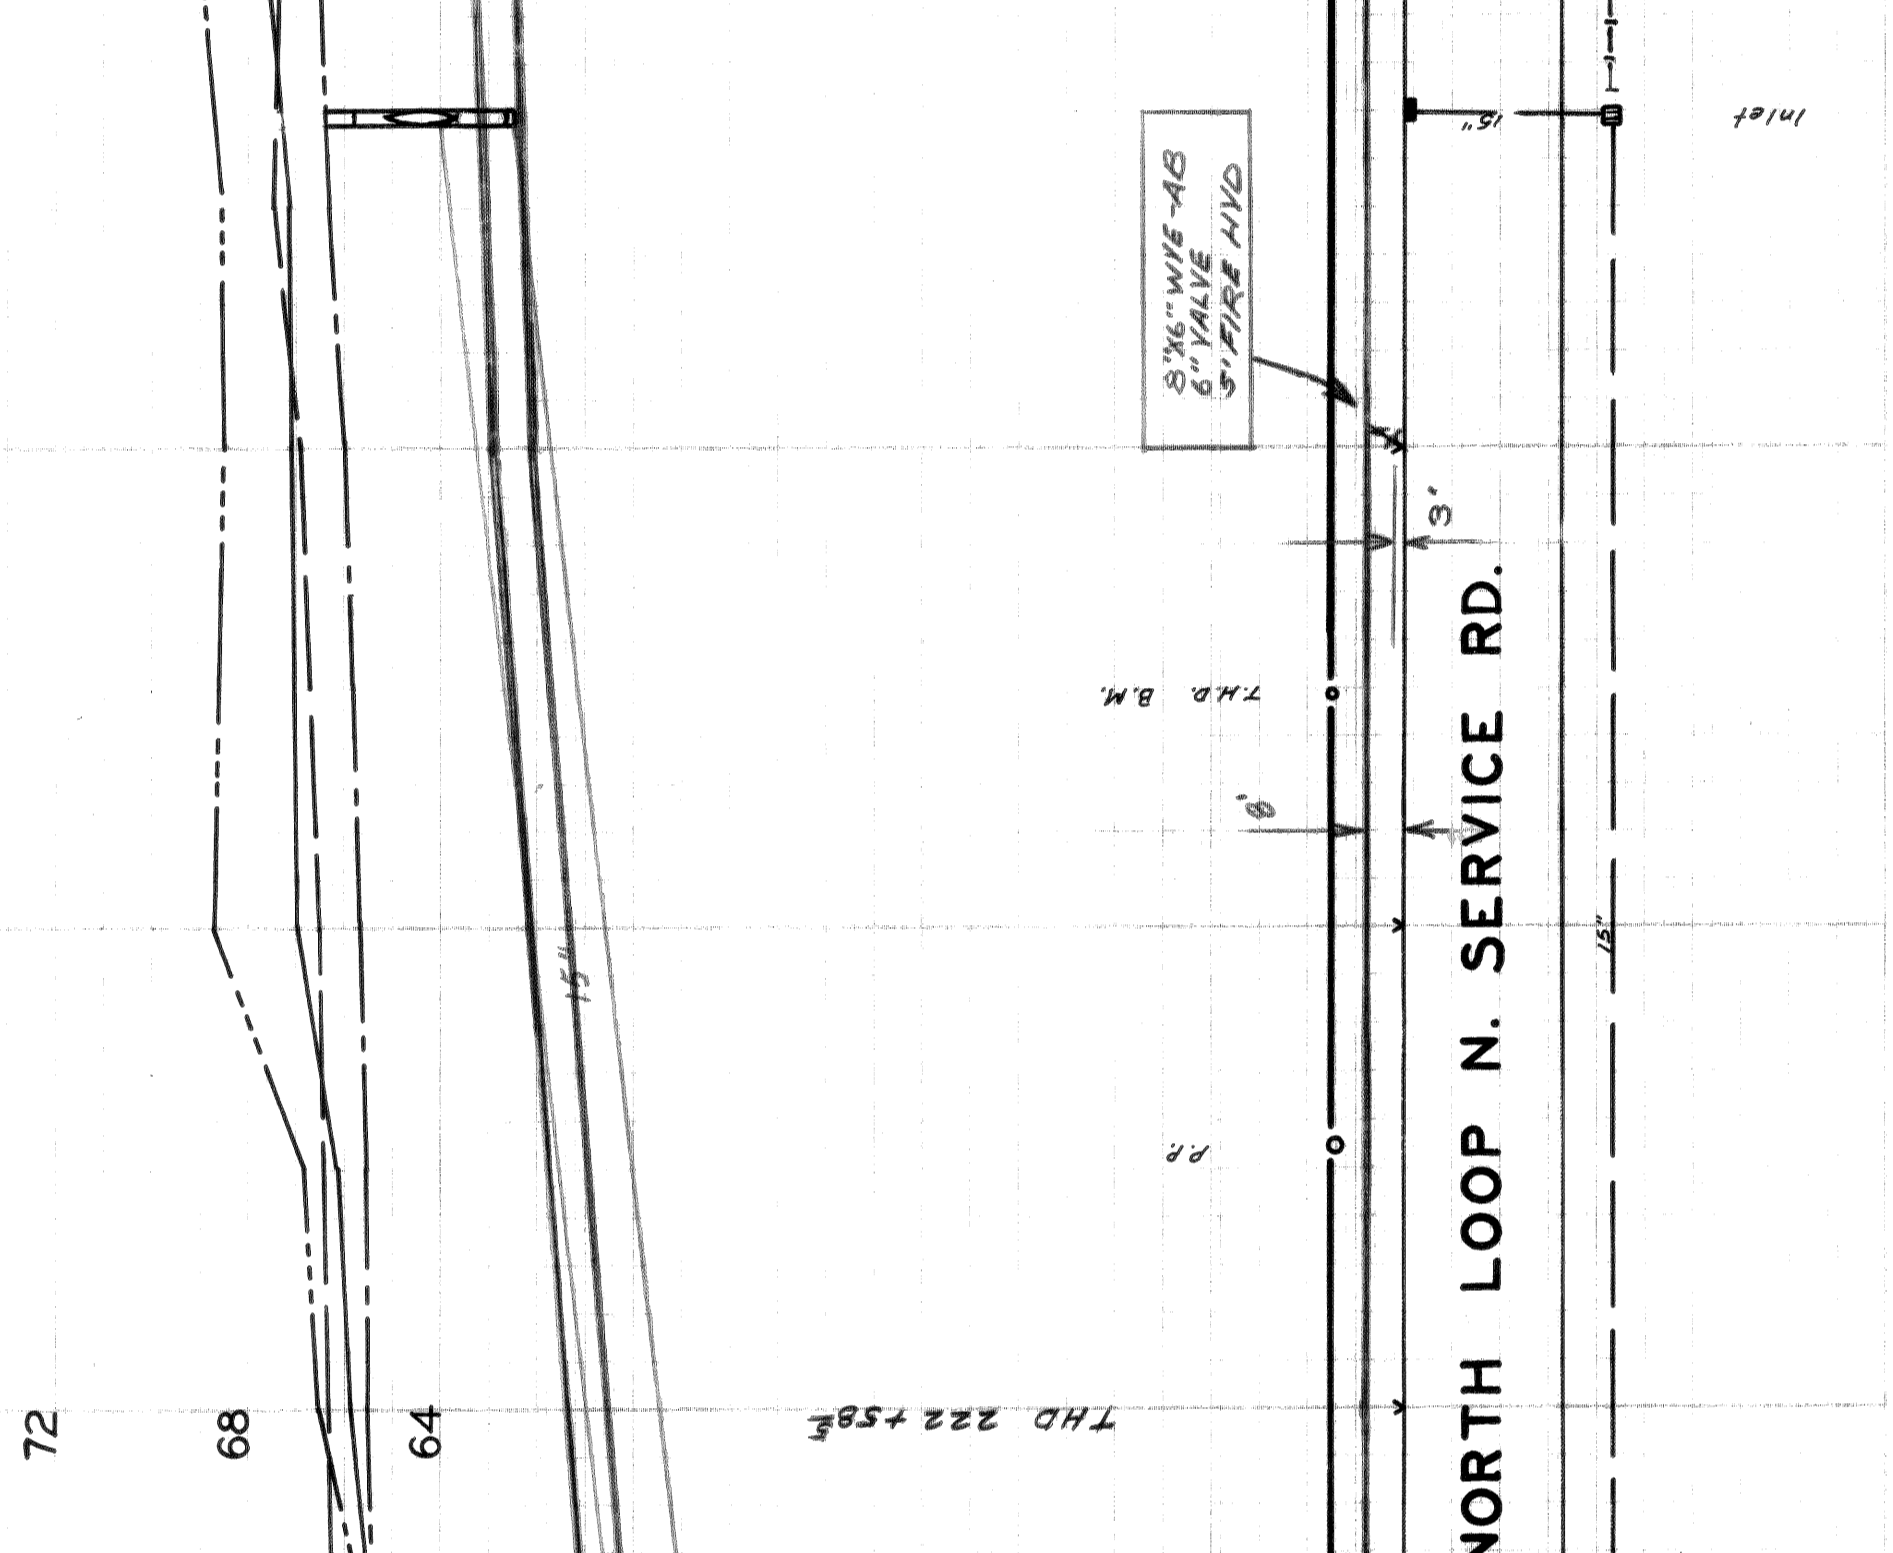 72
68
64
15"
8"X6" WYE-AB
6" VALVE
5" FIRE HYD
15"
Inlet
3'
T.H.D. B.M.
8'
P.P.
THD 222+58
15"
NORTH LOOP N. SERVICE RD.